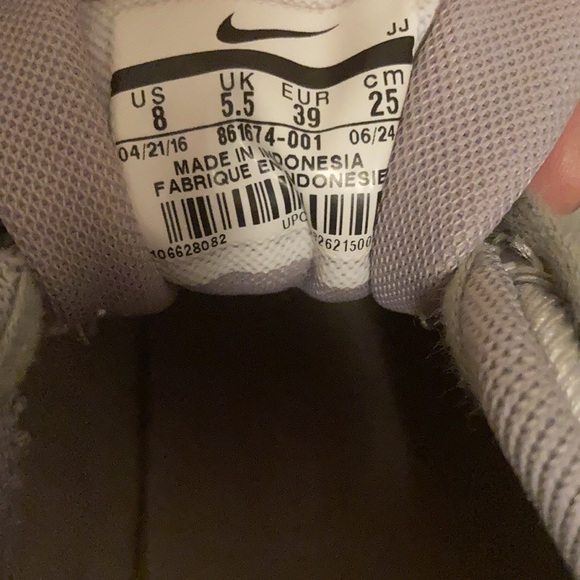 JJ
US UK EUR cm
8 5.5 39 25
04/21/16 861674-001 06/24
MADE IN INDONESIA
FABRIQUE EN INDONESIE
106628082 UPC